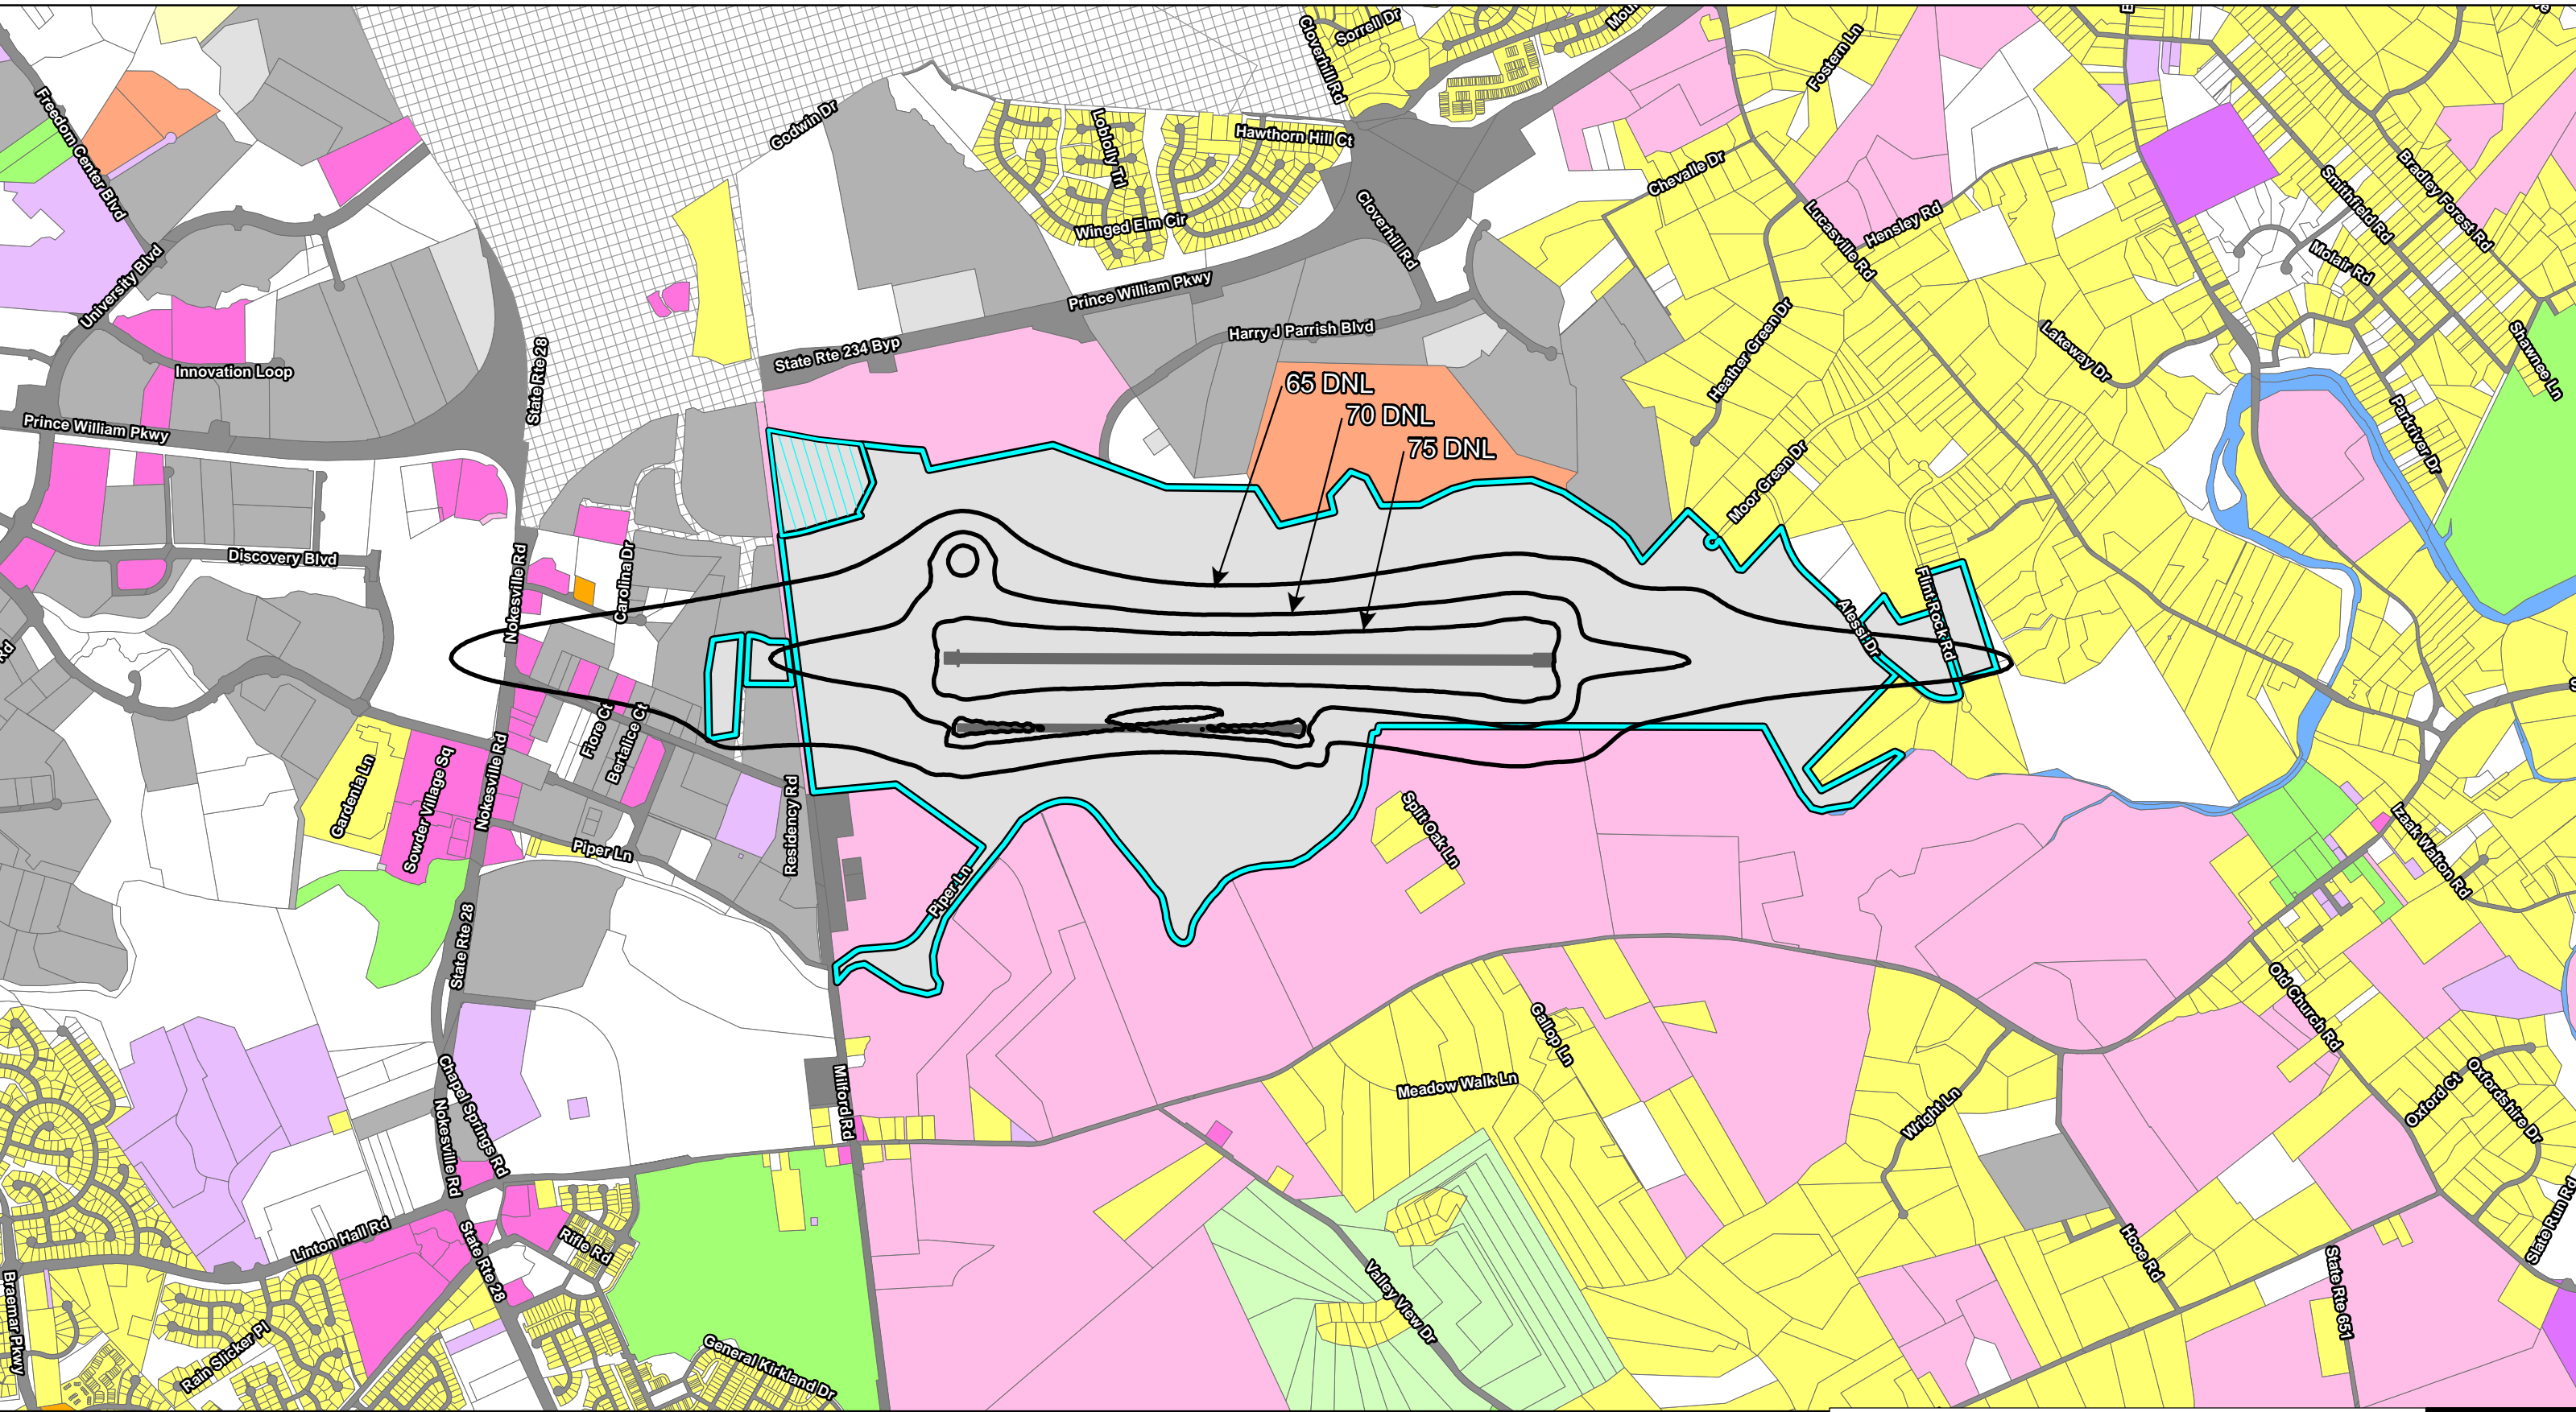 Sorrell Dr
Cloverhill Rd
Fostern Ln
Freedom Center Blvd
Godwin Dr
Loblolly Trl
Hawthorn Hill Ct
Winged Elm Cir
Chevalle Dr
Cloverhill Rd
Lucasville Rd
Hensley Rd
Smithfield Rd
Bradley Forest Rd
Molair Rd
University Blvd
Prince William Pkwy
Harry J Parrish Blvd
State Rte 234 Byp
State Rte 28
Innovation Loop
Heather Green Dr
Lakeway Dr
Shawnee Ln
Prince William Pkwy
65 DNL
70 DNL
75 DNL
Parkriver Dr
Moor Green Dr
Discovery Blvd
Nokesville Rd
Carolina Dr
Flint Rock Rd
Alessi Dr
Rd
Fiore Ct
Bertalice Ct
Gardenia Ln
Sowder Village Sq
Nokesville Rd
Piper Ln
Residency Rd
Split Oak Ln
Izaak Walton Rd
Piper Ln
State Rte 28
Old Church Rd
Gallop Ln
Meadow Walk Ln
Milford Rd
Chapel Springs Rd
Nokesville Rd
Wright Ln
Oxford Ct
Oxfordshire Dr
Linton Hall Rd
State Rte 28
Rifle Rd
Hooe Rd
Slate Run Rd
State Rte 651
Valley View Dr
Braemar Pkwy
Rain Slicker Pl
General Kirkland Dr